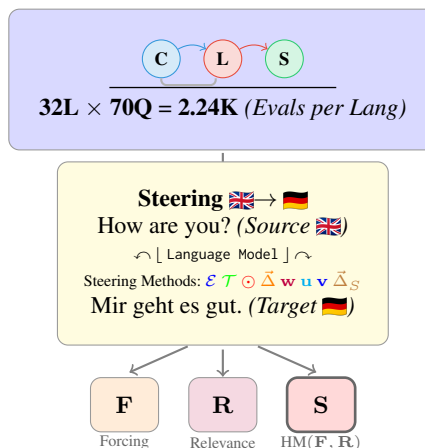 C L S
32L × 70Q = 2.24K (Evals per Lang)
Steering 🇬🇧→ 🇩🇪
How are you? (Source 🇬🇧)
↶ ⌊ Language Model ⌋ ↷
Steering Methods: ℰ 𝒯 ⊙ Δ⃗ w u v Δ⃗_S
Mir geht es gut. (Target 🇩🇪)
F R S
Forcing Relevance HM(F, R)